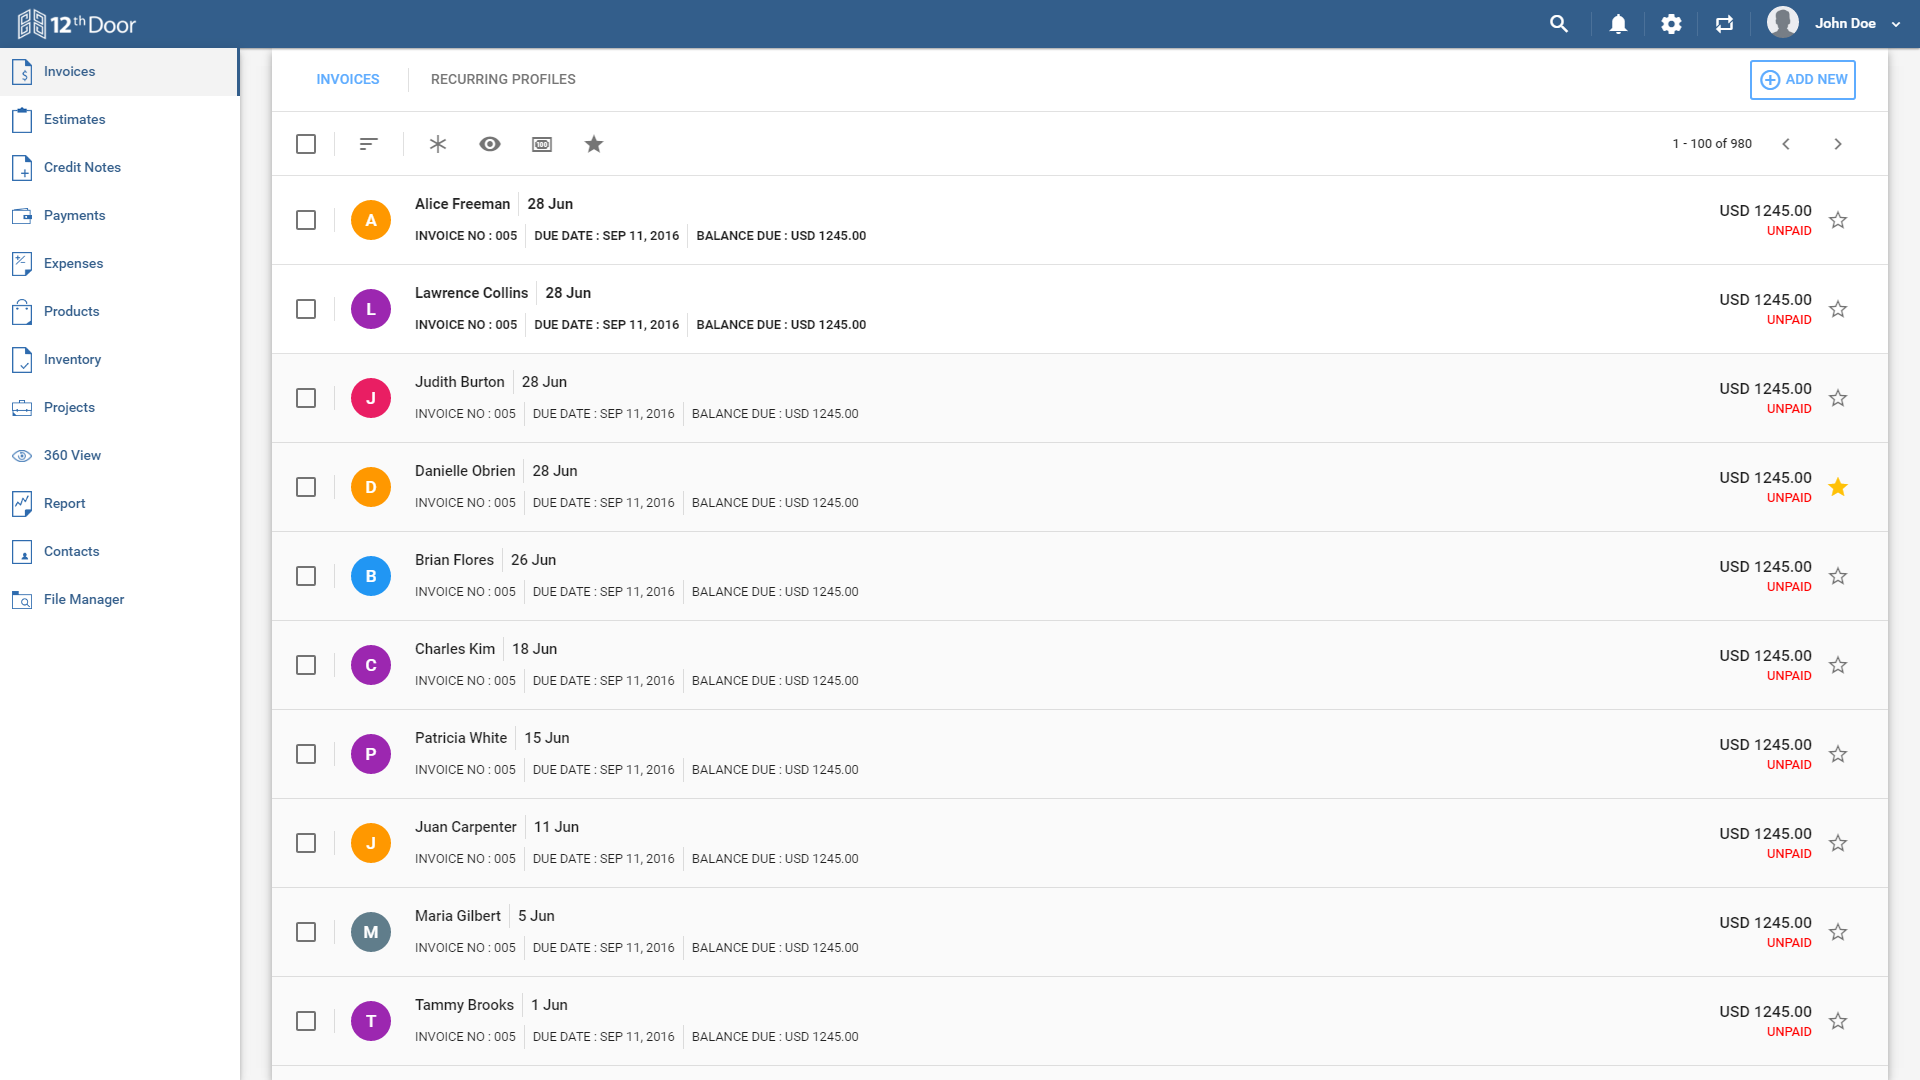 12th Door
John Doe
Invoices
Estimates
Credit Notes
Payments
Expenses
Products
Inventory
Projects
360 View
Report
Contacts
File Manager
INVOICES
RECURRING PROFILES
ADD NEW
100
1 - 100 of 980
A
Alice Freeman 28 Jun
INVOICE NO : 005 DUE DATE : SEP 11, 2016 BALANCE DUE : USD 1245.00
USD 1245.00
UNPAID
L
Lawrence Collins 28 Jun
INVOICE NO : 005 DUE DATE : SEP 11, 2016 BALANCE DUE : USD 1245.00
USD 1245.00
UNPAID
J
Judith Burton 28 Jun
INVOICE NO : 005 DUE DATE : SEP 11, 2016 BALANCE DUE : USD 1245.00
USD 1245.00
UNPAID
D
Danielle Obrien 28 Jun
INVOICE NO : 005 DUE DATE : SEP 11, 2016 BALANCE DUE : USD 1245.00
USD 1245.00
UNPAID
B
Brian Flores 26 Jun
INVOICE NO : 005 DUE DATE : SEP 11, 2016 BALANCE DUE : USD 1245.00
USD 1245.00
UNPAID
C
Charles Kim 18 Jun
INVOICE NO : 005 DUE DATE : SEP 11, 2016 BALANCE DUE : USD 1245.00
USD 1245.00
UNPAID
P
Patricia White 15 Jun
INVOICE NO : 005 DUE DATE : SEP 11, 2016 BALANCE DUE : USD 1245.00
USD 1245.00
UNPAID
J
Juan Carpenter 11 Jun
INVOICE NO : 005 DUE DATE : SEP 11, 2016 BALANCE DUE : USD 1245.00
USD 1245.00
UNPAID
M
Maria Gilbert 5 Jun
INVOICE NO : 005 DUE DATE : SEP 11, 2016 BALANCE DUE : USD 1245.00
USD 1245.00
UNPAID
T
Tammy Brooks 1 Jun
INVOICE NO : 005 DUE DATE : SEP 11, 2016 BALANCE DUE : USD 1245.00
USD 1245.00
UNPAID